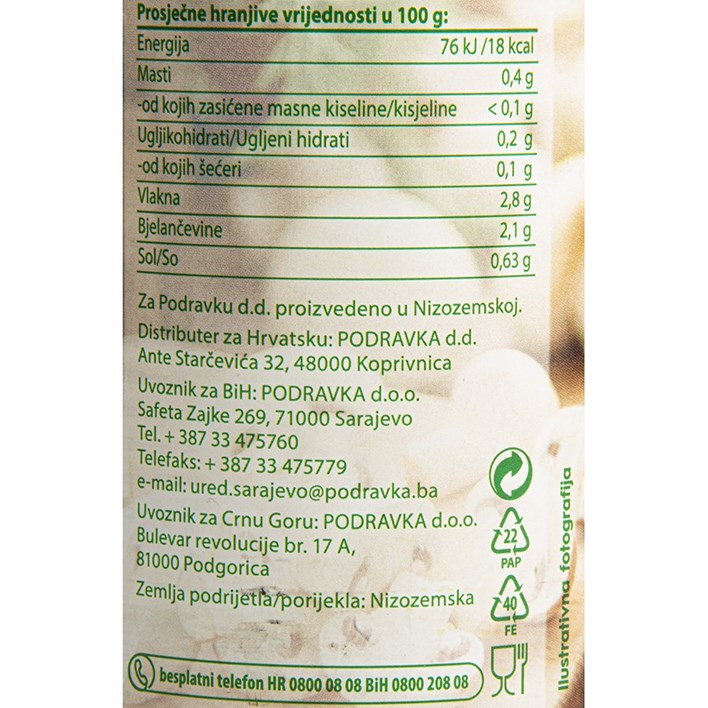 Prosječne hranjive vrijednosti u 100 g:
Energija 76 kJ /18 kcal
Masti 0,4 g
-od kojih zasićene masne kiseline/kisjeline < 0,1 g
Ugljikohidrati/Ugljeni hidrati 0,2 g
-od kojih šećeri 0,1 g
Vlakna 2,8 g
Bjelančevine 2,1 g
Sol/So 0,63 g
Za Podravku d.d. proizvedeno u Nizozemskoj.
Distributer za Hrvatsku: PODRAVKA d.d.
Ante Starčevića 32, 48000 Koprivnica
Uvoznik za BiH: PODRAVKA d.o.o.
Safeta Zajke 269, 71000 Sarajevo
Tel. + 387 33 475760
Telefaks: + 387 33 475779
e-mail: ured.sarajevo@podravka.ba
Uvoznik za Crnu Goru: PODRAVKA d.o.o.
Bulevar revolucije br. 17 A,
81000 Podgorica
Zemlja podrijetla/porijekla: Nizozemska
22
PAP
40
FE
besplatni telefon HR 0800 08 08 BiH 0800 208 08
Ilustrativna fotografija